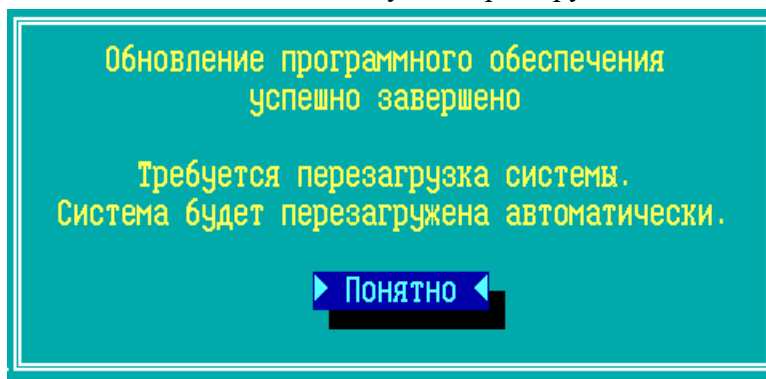 Обновление программного обеспечения
успешно завершено
Требуется перезагрузка системы.
Система будет перезагружена автоматически.
Понятно